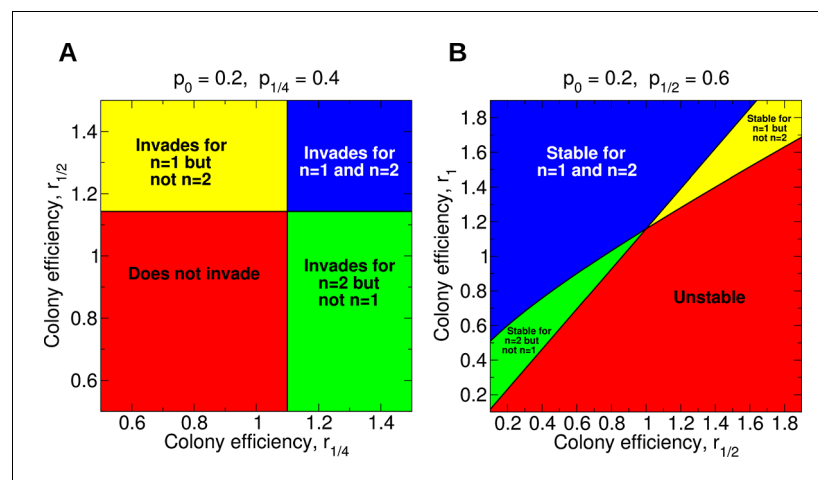 A
B
p0 = 0.2, p1/4 = 0.4
p0 = 0.2, p1/2 = 0.6
Colony efficiency, r1/2
1.4
1.2
1
0.8
0.6
Invades for
n=1 but
not n=2
Invades for
n=1 and n=2
Does not invade
Invades for
n=2 but
not n=1
0.6 0.8 1 1.2 1.4
Colony efficiency, r1/4
Colony efficiency, r1
1.8
1.6
1.4
1.2
1
0.8
0.6
0.4
0.2
Stable for
n=1 and n=2
Stable for
n=1 but
not n=2
Unstable
Stable for
n=2 but
not n=1
0.2 0.4 0.6 0.8 1 1.2 1.4 1.6 1.8
Colony efficiency, r1/2